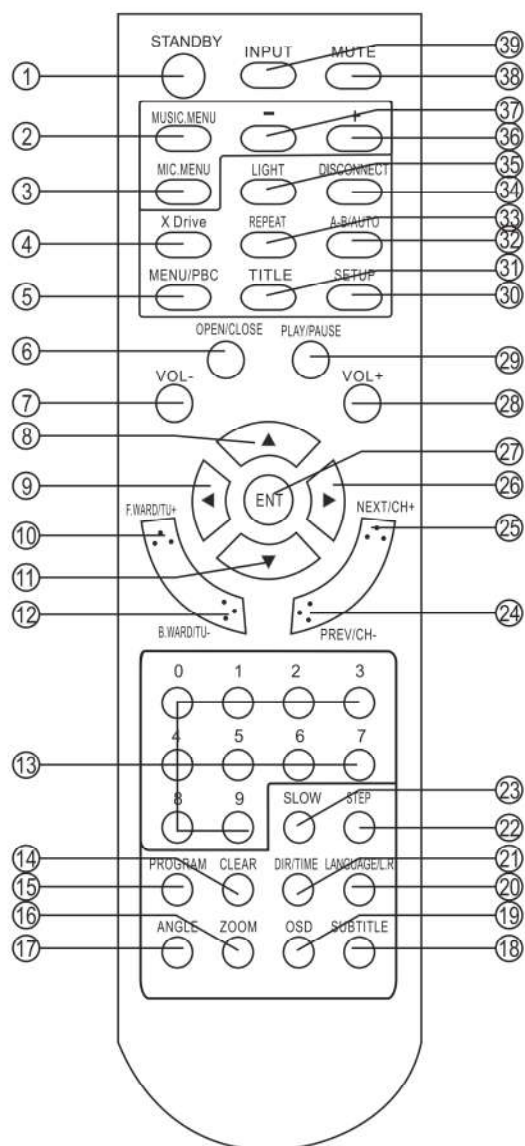 STANDBY INPUT MUTE
① ㊴ ㊳
MUSIC.MENU - +
② ㊲ ㊱
MIC.MENU LIGHT DISCONNECT
③ ㉟ ㉞
X Drive REPEAT A-B/AUTO
④ ㉝ ㉜
MENU/PBC TITLE SETUP
⑤ ㉛ ㉚
OPEN/CLOSE PLAY/PAUSE
⑥ ㉙
VOL- VOL+
⑦ ㉘
⑧ ㉗
⑨ ENT ㉖
F.WARD/TU+ NEXT/CH+
⑩ ㉕
⑪
⑫ ㉔
B.WARD/TU- PREV/CH-
0 1 2 3
4 5 6 7
⑬
8 9 SLOW STEP
㉓ ㉒
PROGRAM CLEAR DIR/TIME LANGUAGE/L.R
⑭ ㉑
⑮ ⑳
ANGLE ZOOM OSD SUBTITLE
⑯ ⑲
⑰ ⑱